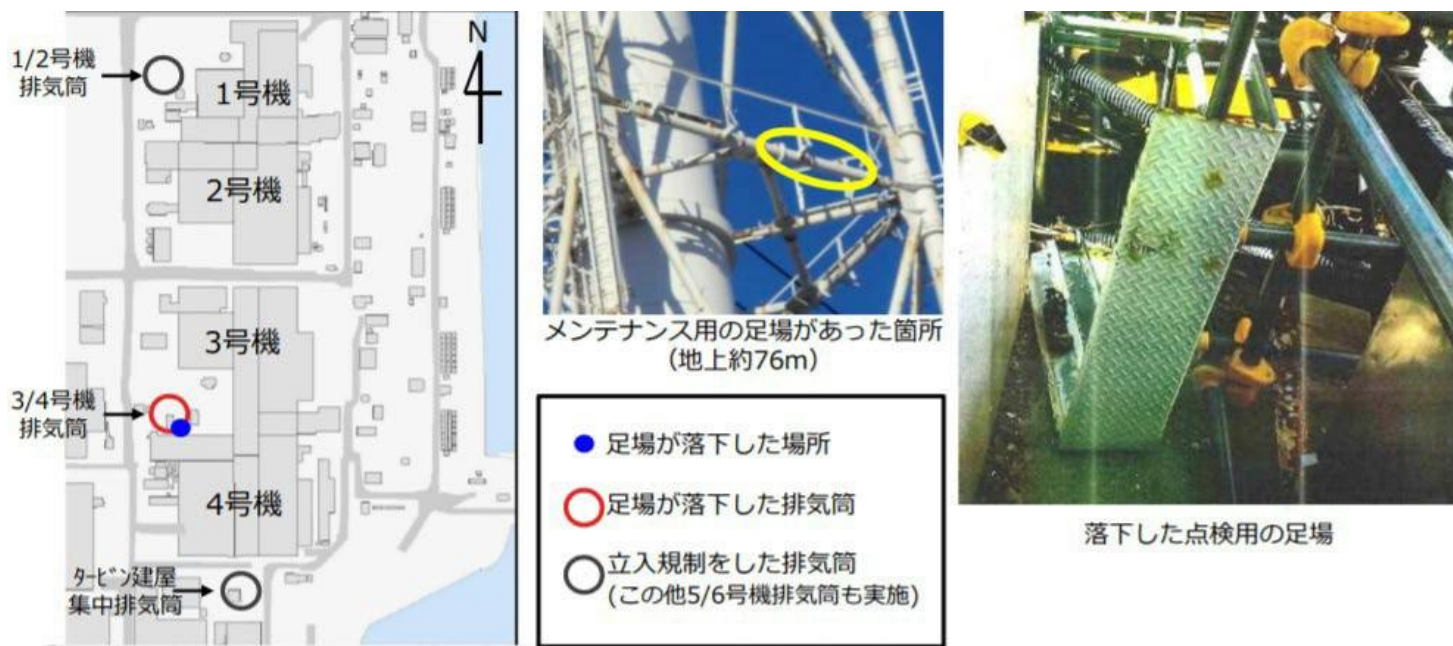 1/2号機
排気筒
1号機
2号機
N
3号機
3/4号機
排気筒
4号機
ﾀｰﾋﾞﾝ建屋
集中排気筒
メンテナンス用の足場があった箇所
(地上約76m)
足場が落下した場所
足場が落下した排気筒
立入規制をした排気筒
(この他5/6号機排気筒も実施)
落下した点検用の足場